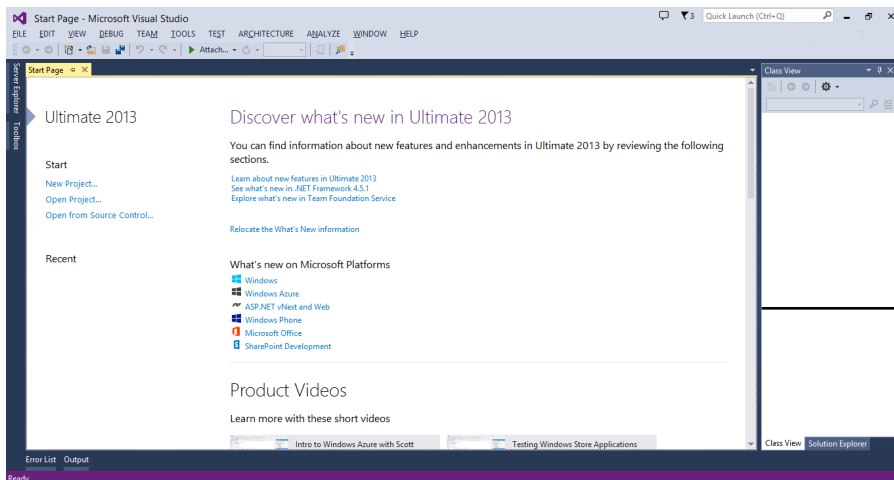 Start Page - Microsoft Visual Studio
3
Quick Launch (Ctrl+Q)
FILE EDIT VIEW DEBUG TEAM TOOLS TEST ARCHITECTURE ANALYZE WINDOW HELP
Attach...
Server Explorer
Toolbox
Start Page
Class View
Ultimate 2013
Start
New Project...
Open Project...
Open from Source Control...
Recent
Discover what's new in Ultimate 2013
You can find information about new features and enhancements in Ultimate 2013 by reviewing the following
sections.
Learn about new features in Ultimate 2013
See what's new in .NET Framework 4.5.1
Explore what's new in Team Foundation Service
Relocate the What's New information
What's new on Microsoft Platforms
Windows
Windows Azure
ASP.NET vNext and Web
Windows Phone
Microsoft Office
SharePoint Development
Product Videos
Learn more with these short videos
Intro to Windows Azure with Scott
Testing Windows Store Applications
Class View Solution Explorer
Error List Output
Ready